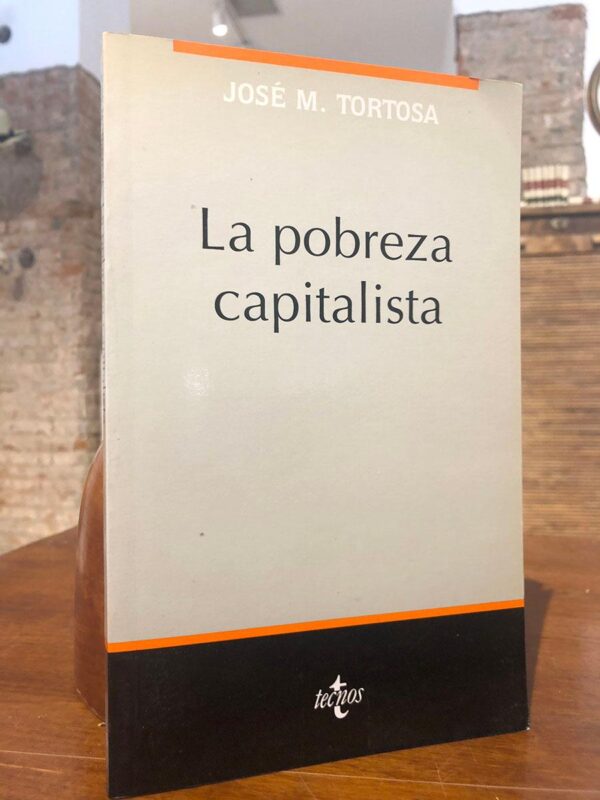 JOSÉ M. TORTOSA
La pobreza
capitalista
tecnos